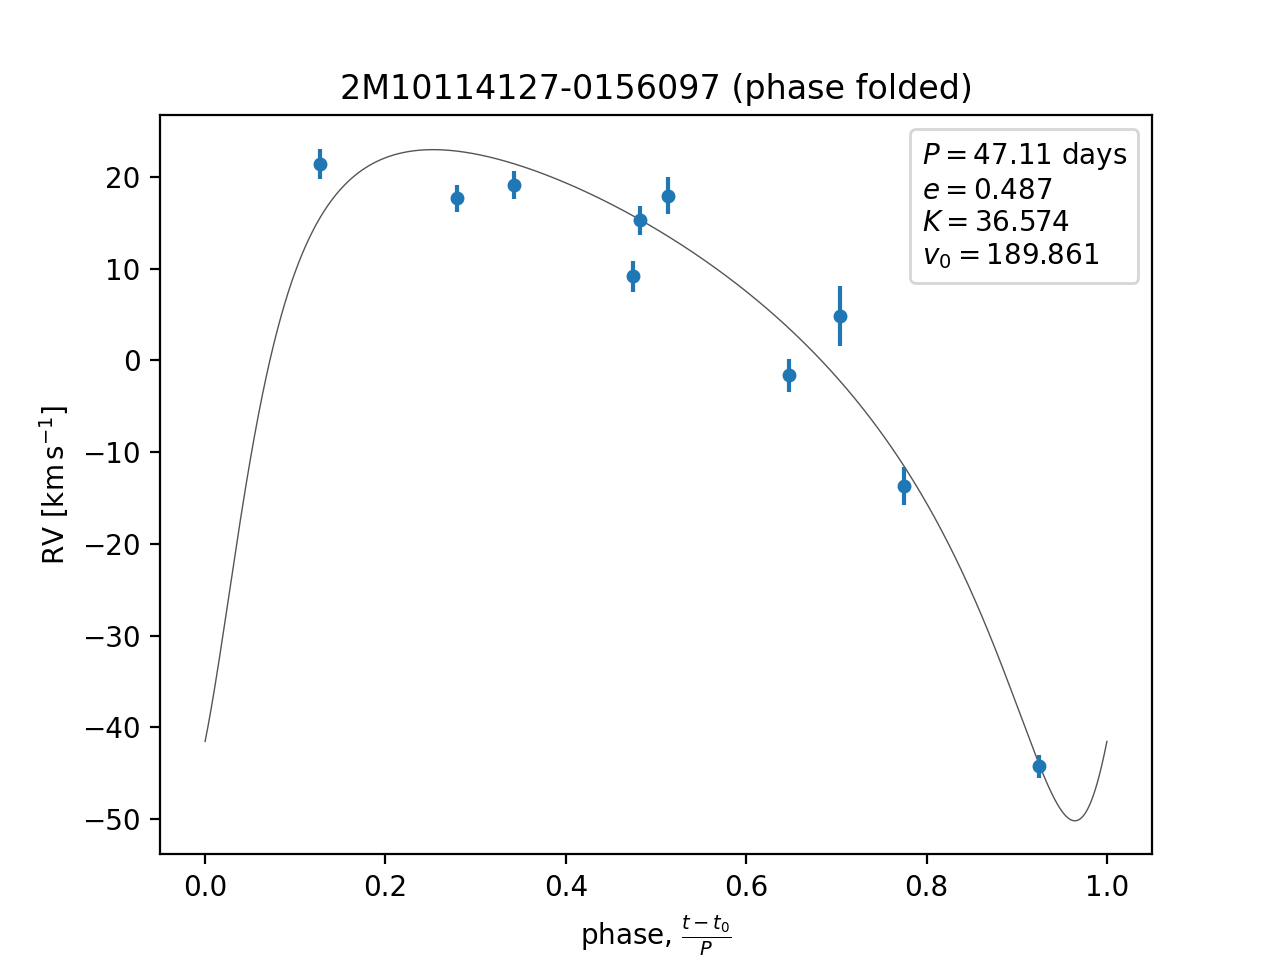 2M10114127-0156097 (phase folded)
P = 47.11 days
e = 0.487
K = 36.574
v₀ = 189.861
RV [km s⁻¹]
20
10
0
−10
−20
−30
−40
−50
0.0 0.2 0.4 0.6 0.8 1.0
phase, (t − t₀)/P